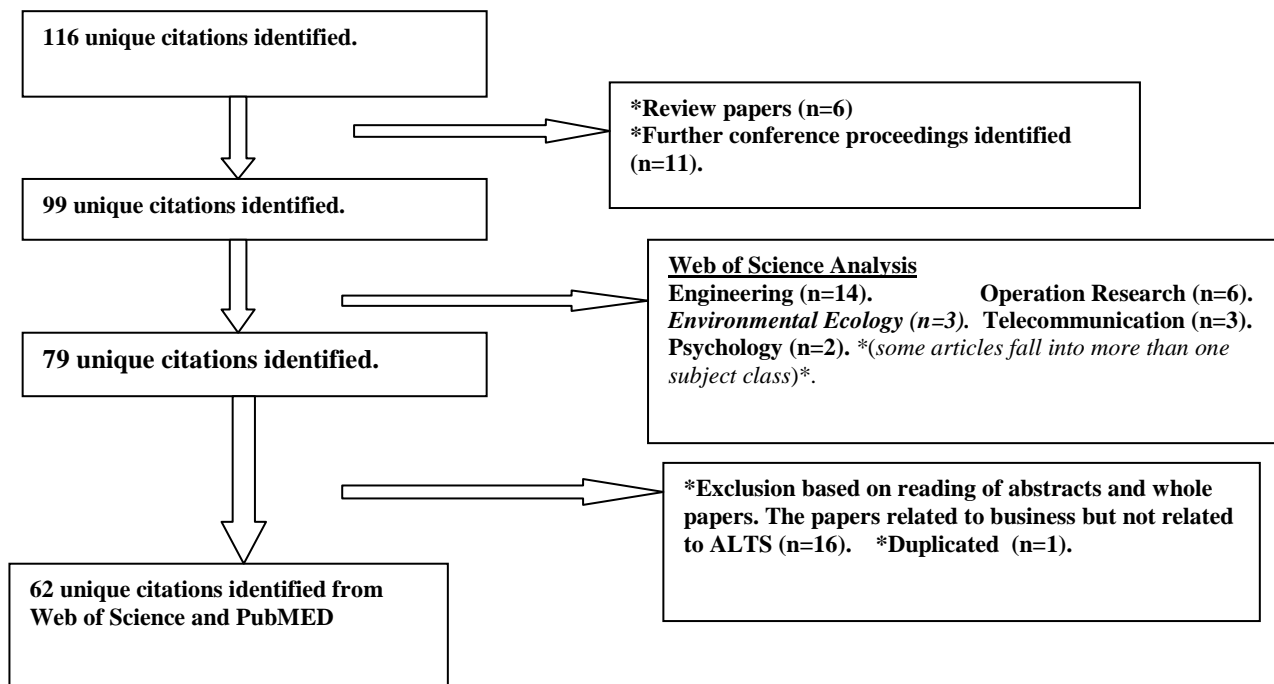 116 unique citations identified.
*Review papers (n=6)
*Further conference proceedings identified
(n=11).
99 unique citations identified.
Web of Science Analysis
Engineering (n=14). Operation Research (n=6).
Environmental Ecology (n=3). Telecommunication (n=3).
Psychology (n=2). *(some articles fall into more than one
subject class)*.
79 unique citations identified.
*Exclusion based on reading of abstracts and whole
papers. The papers related to business but not related
to ALTS (n=16). *Duplicated (n=1).
62 unique citations identified from
Web of Science and PubMED